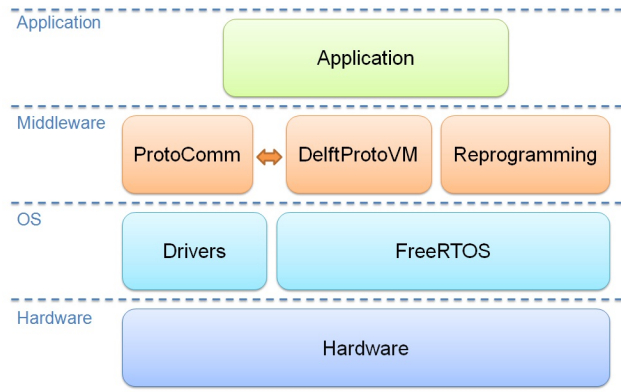 Application
Application
Middleware
ProtoComm
DelftProtoVM
Reprogramming
OS
Drivers
FreeRTOS
Hardware
Hardware